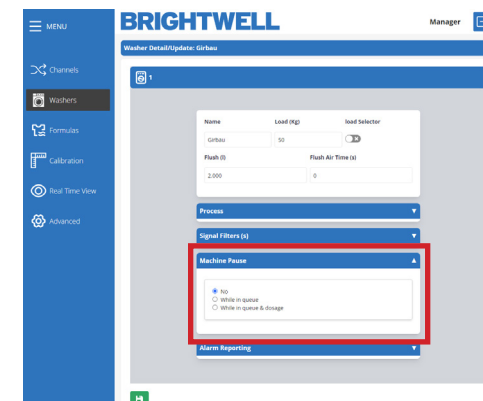 MENU
BRIGHTWELL
Manager
Washer Detail/Update: Girbau
Channels
1
Washers
Name Load (Kg) load Selector
Formulas
Girbau 50
Flush (l) Flush Air Time (s)
Calibration
2.000 0
Real Time View
Process
Advanced
Signal Filters (s)
Machine Pause
No
While in queue
While in queue & dosage
Alarm Reporting